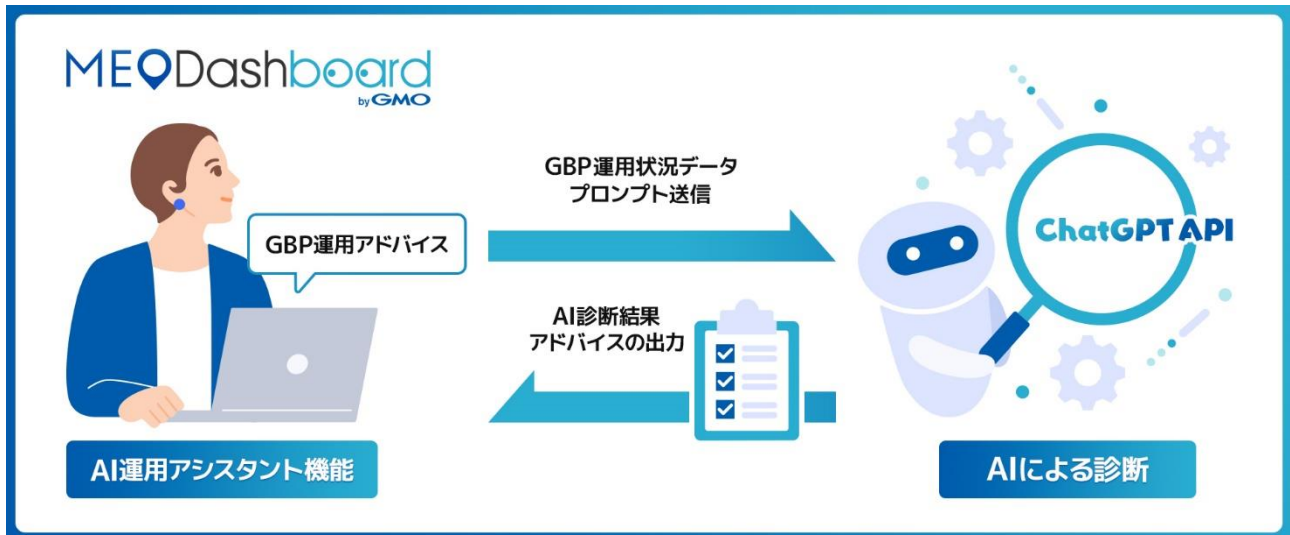 MEODashboard
by GMO
GBP運用状況データ
プロンプト送信
GBP運用アドバイス
ChatGPT API
AI診断結果
アドバイスの出力
AI運用アシスタント機能
AIによる診断